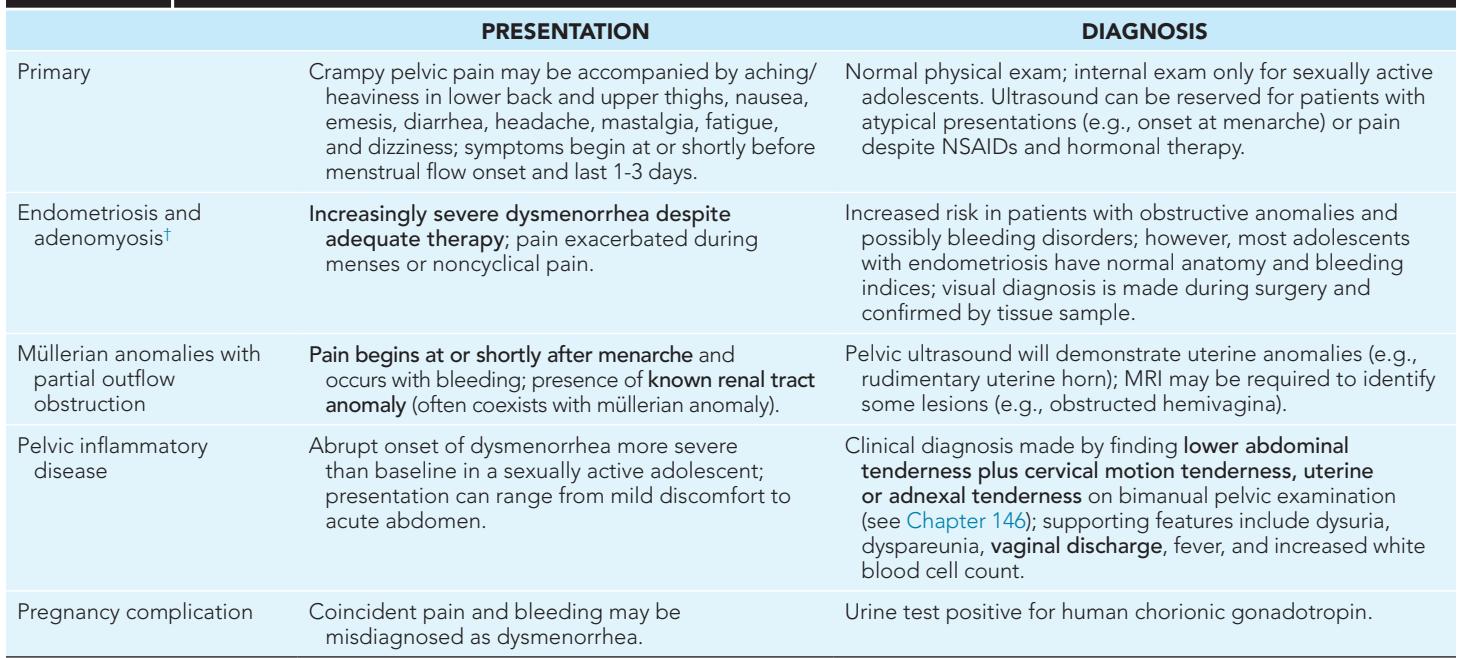 PRESENTATION
DIAGNOSIS
Primary
Crampy pelvic pain may be accompanied by aching/
heaviness in lower back and upper thighs, nausea,
emesis, diarrhea, headache, mastalgia, fatigue,
and dizziness; symptoms begin at or shortly before
menstrual flow onset and last 1-3 days.
Normal physical exam; internal exam only for sexually active
adolescents. Ultrasound can be reserved for patients with
atypical presentations (e.g., onset at menarche) or pain
despite NSAIDs and hormonal therapy.
Endometriosis and
adenomyosis†
Increasingly severe dysmenorrhea despite
adequate therapy; pain exacerbated during
menses or noncyclical pain.
Increased risk in patients with obstructive anomalies and
possibly bleeding disorders; however, most adolescents
with endometriosis have normal anatomy and bleeding
indices; visual diagnosis is made during surgery and
confirmed by tissue sample.
Müllerian anomalies with
partial outflow
obstruction
Pain begins at or shortly after menarche and
occurs with bleeding; presence of known renal tract
anomaly (often coexists with müllerian anomaly).
Pelvic ultrasound will demonstrate uterine anomalies (e.g.,
rudimentary uterine horn); MRI may be required to identify
some lesions (e.g., obstructed hemivagina).
Pelvic inflammatory
disease
Abrupt onset of dysmenorrhea more severe
than baseline in a sexually active adolescent;
presentation can range from mild discomfort to
acute abdomen.
Clinical diagnosis made by finding lower abdominal
tenderness plus cervical motion tenderness, uterine
or adnexal tenderness on bimanual pelvic examination
(see Chapter 146); supporting features include dysuria,
dyspareunia, vaginal discharge, fever, and increased white
blood cell count.
Pregnancy complication
Coincident pain and bleeding may be
misdiagnosed as dysmenorrhea.
Urine test positive for human chorionic gonadotropin.